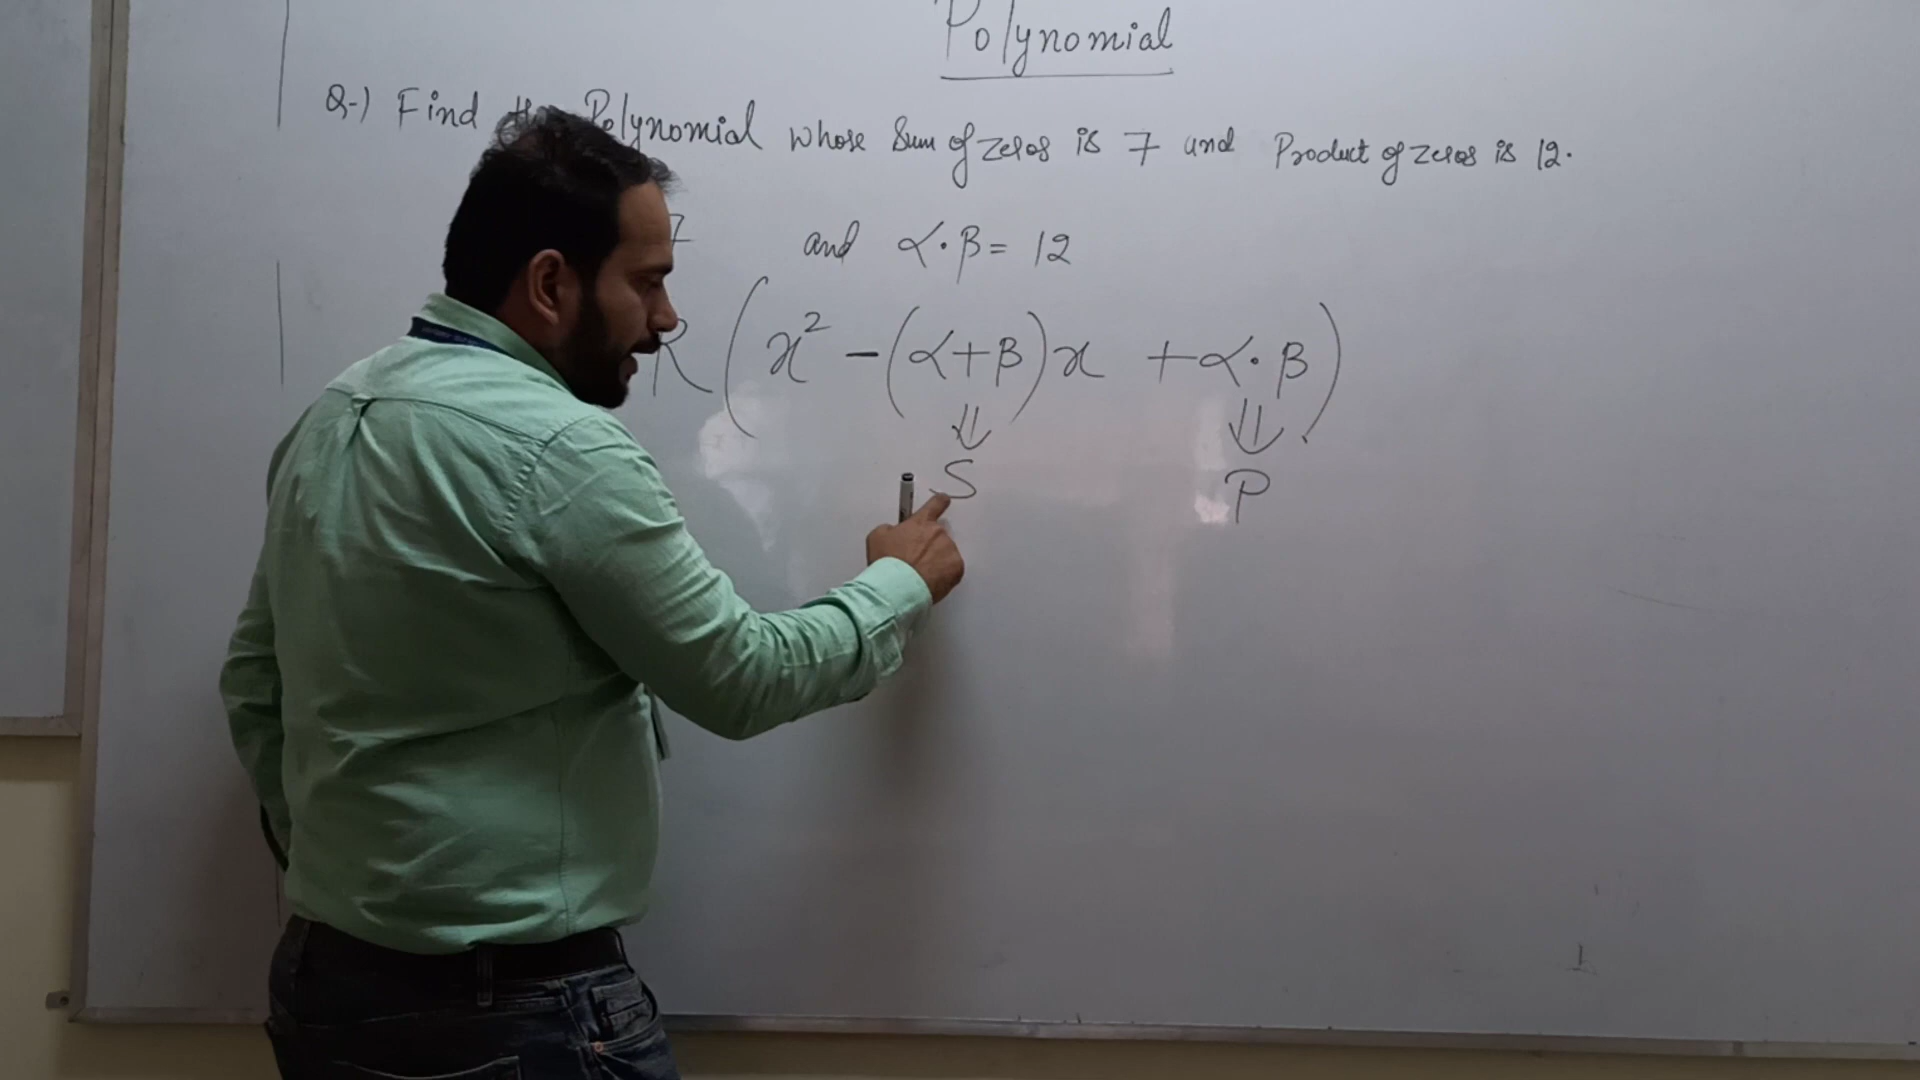 Polynomial
Q-) Find the Polynomial whose Sum of zeros is 7 and Product of zeros is 12.
7 and α·β = 12
k(x² -(α+β)x +α·β)
⇓ ⇓
S P